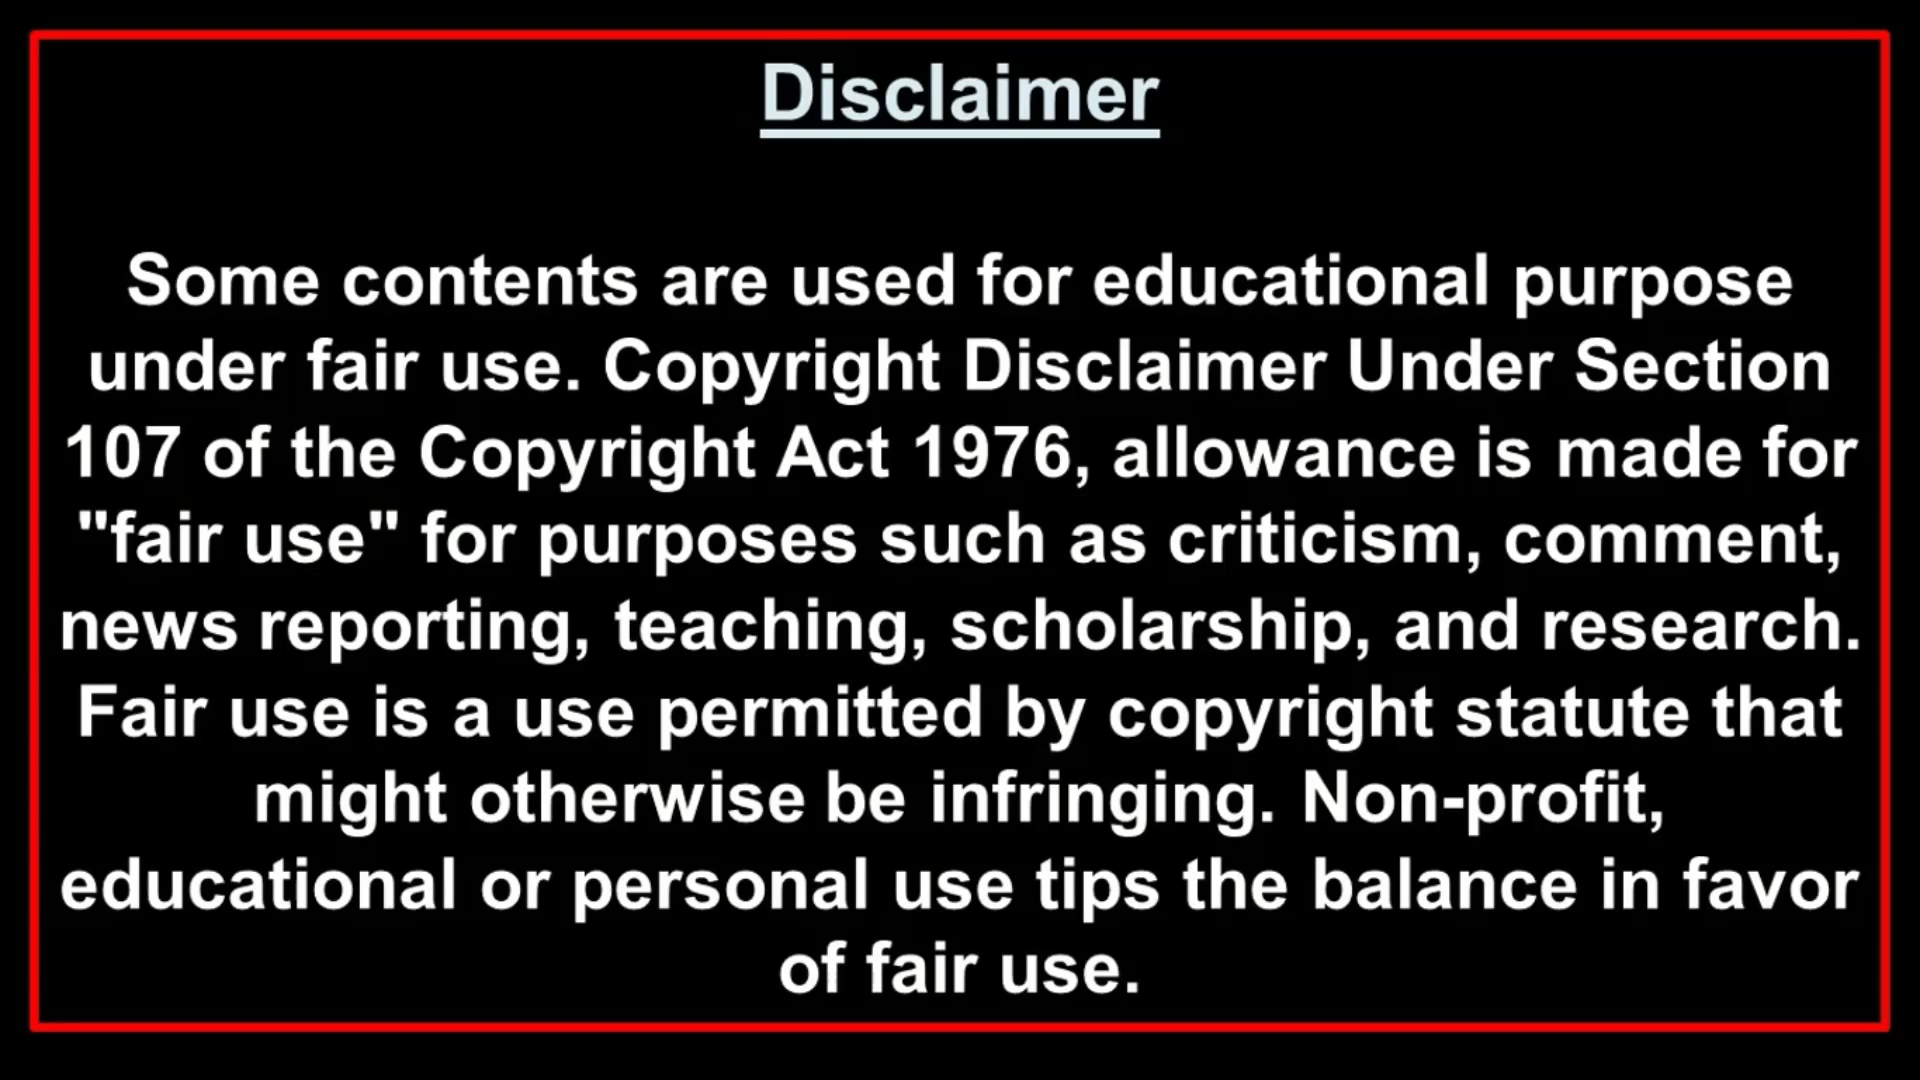 Disclaimer
Some contents are used for educational purpose
under fair use. Copyright Disclaimer Under Section
107 of the Copyright Act 1976, allowance is made for
"fair use" for purposes such as criticism, comment,
news reporting, teaching, scholarship, and research.
Fair use is a use permitted by copyright statute that
might otherwise be infringing. Non-profit,
educational or personal use tips the balance in favor
of fair use.